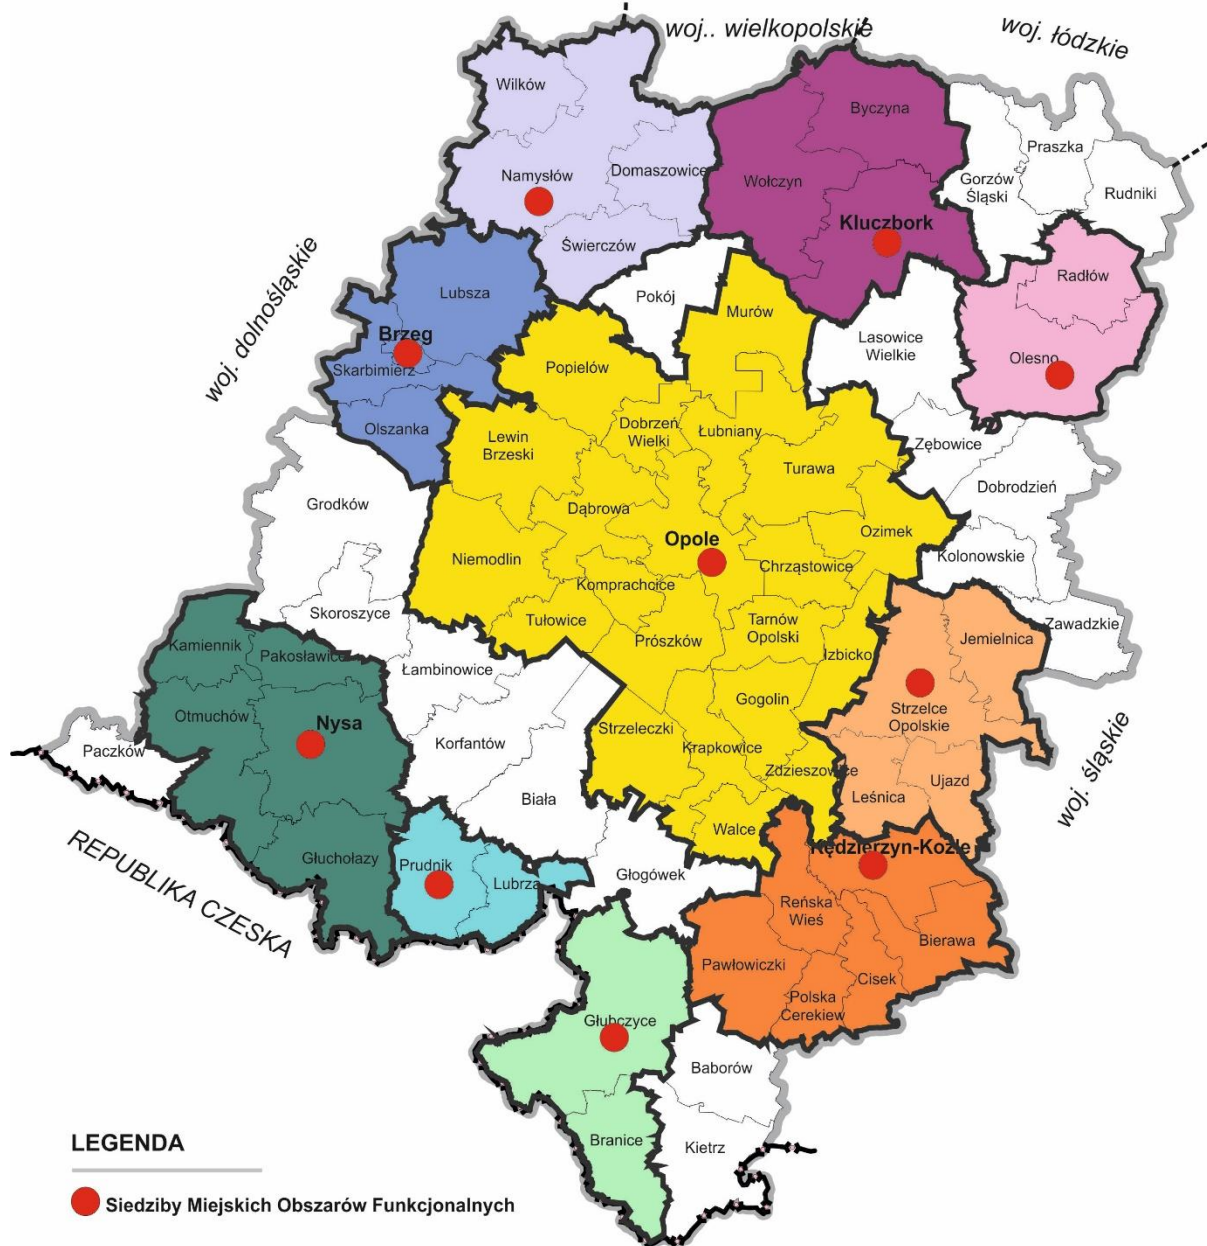 woj.. wielkopolskie
woj. łódzkie
Wilków
Byczyna
Praszka
Namysłów
Domaszowice
Wołczyn
Gorzów
Śląski
Rudniki
Kluczbork
Świerczów
Radłów
woj. dolnośląskie
Lubsza
Pokój
Murów
Brzeg
Lasowice
Wielkie
Olesno
Skarbimierz
Popielów
Olszanka
Lewin
Brzeski
Dobrzeń
Wielki
Łubniany
Zębowice
Turawa
Dobrodzień
Grodków
Dąbrowa
Ozimek
Opole
Niemodlin
Kolonowskie
Chrząstowice
Komprachcice
Skoroszyce
Tułowice
Tarnów
Opolski
Zawadzkie
Prószków
Jemielnica
Kamiennik
Pakosławice
Izbicko
Łambinowice
Gogolin
Otmuchów
Nysa
Strzelce
Opolskie
Strzeleczki
Paczków
Korfantów
Krapkowice
Zdzieszowice
Ujazd
woj. śląskie
Biała
Leśnica
Walce
REPUBLIKA CZESKA
Głuchołazy
Prudnik
Kędzierzyn-Koźle
Lubrza
Głogówek
Reńska
Wieś
Bierawa
Pawłowiczki
Cisek
Polska
Cerekiew
Głubczyce
Baborów
LEGENDA
Branice
Kietrz
Siedziby Miejskich Obszarów Funkcjonalnych